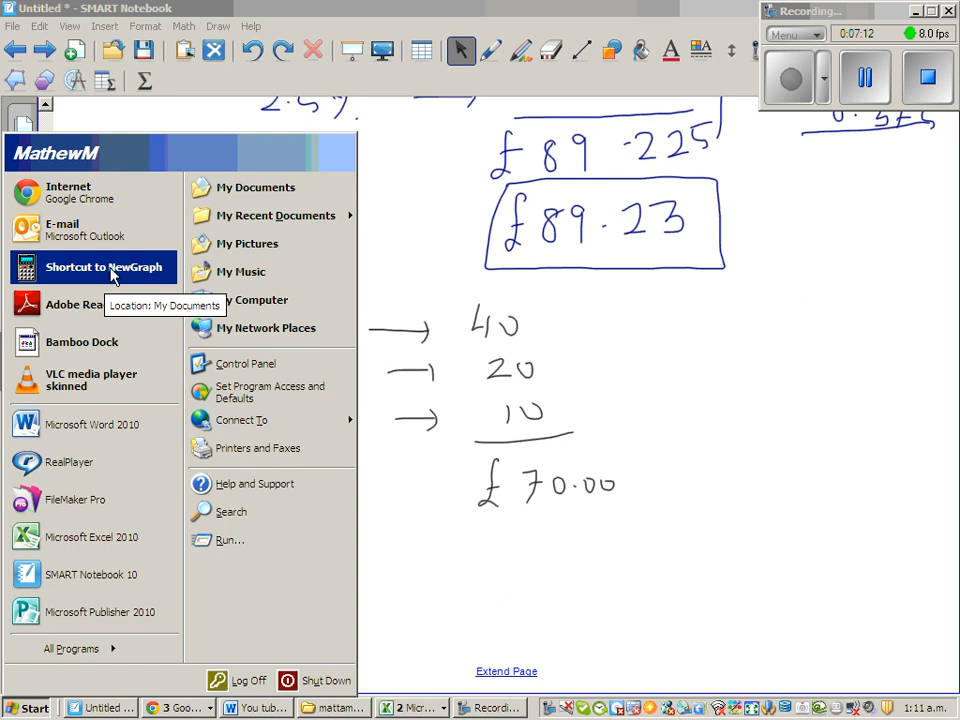 Untitled * - SMART Notebook
File Edit View Insert Format Math Draw Help
Recording...
Menu 0:07:12 8.0 fps
2.5%.
£ 89.225
£ 89.23
40
20
10
£ 70.00
MathewM
Internet
Google Chrome
E-mail
Microsoft Outlook
Shortcut to NewGraph
Adobe Rea
Location: My Documents
Bamboo Dock
VLC media player
skinned
Microsoft Word 2010
RealPlayer
FileMaker Pro
Microsoft Excel 2010
SMART Notebook 10
Microsoft Publisher 2010
All Programs
My Documents
My Recent Documents
My Pictures
My Music
y Computer
My Network Places
Control Panel
Set Program Access and
Defaults
Connect To
Printers and Faxes
Help and Support
Search
Run...
Log Off Shut Down
Extend Page
Start Untitled ... 3 Goo... You tub... mattam... 2 Micr... Recordi... 1:11 a.m.